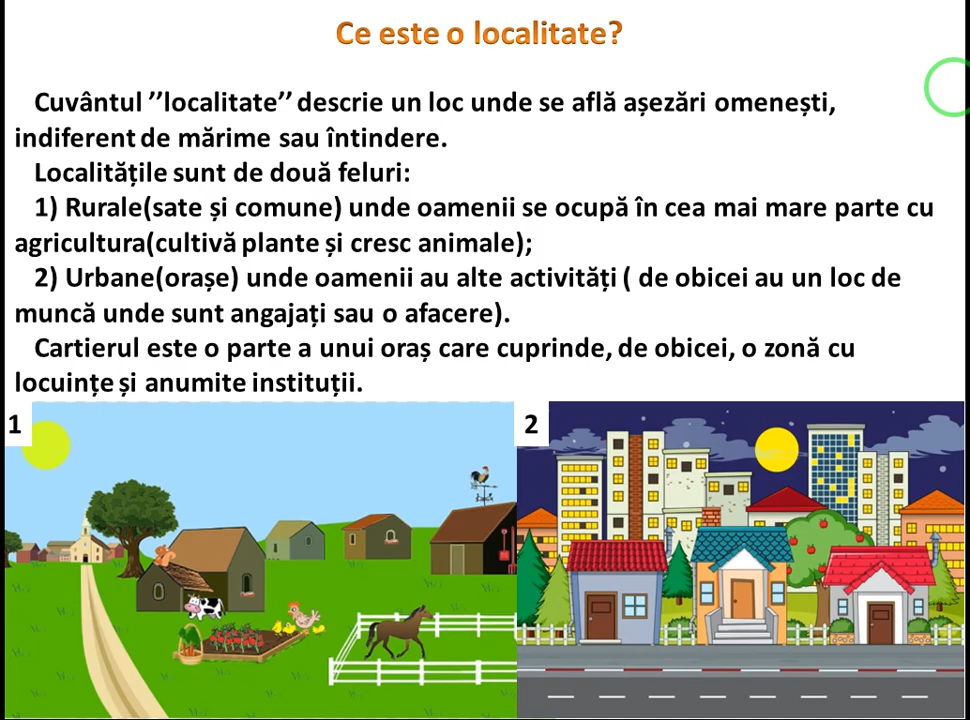 Ce este o localitate?
Cuvântul ’’localitate’’ descrie un loc unde se află așezări omenești,
indiferent de mărime sau întindere.
Localitățile sunt de două feluri:
1) Rurale(sate și comune) unde oamenii se ocupă în cea mai mare parte cu
agricultura(cultivă plante și cresc animale);
2) Urbane(orașe) unde oamenii au alte activități ( de obicei au un loc de
muncă unde sunt angajați sau o afacere).
Cartierul este o parte a unui oraș care cuprinde, de obicei, o zonă cu
locuințe și anumite instituții.
1
2